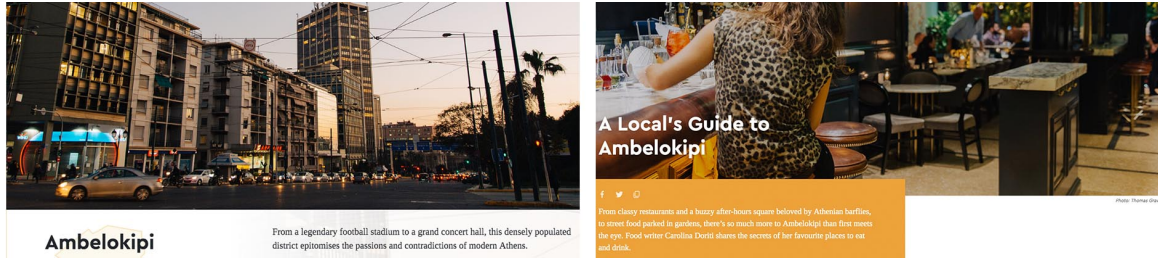 Ambelokipi
From a legendary football stadium to a grand concert hall, this densely populated
district epitomises the passions and contradictions of modern Athens.
A Local's Guide to
Ambelokipi
Photo: Thomas
From classy restaurants and a buzzy after-hours square beloved by Athenian barflies,
to street food parked in gardens, there's so much more to Ambelokipi than first meets
the eye. Food writer Carolina Doriti shares the secrets of her favourite places to eat
and drink.